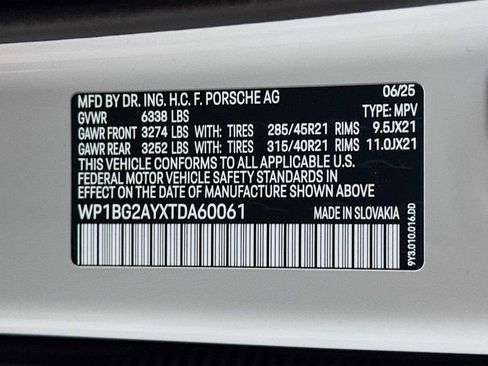 MFD BY DR. ING. H.C. F. PORSCHE AG 06/25
GVWR 6338 LBS TYPE: MPV
GAWR FRONT 3274 LBS WITH: TIRES 285/45R21 RIMS 9.5JX21
GAWR REAR 3252 LBS WITH: TIRES 315/40R21 RIMS 11.0JX21
THIS VEHICLE CONFORMS TO ALL APPLICABLE U.S.
FEDERAL MOTOR VEHICLE SAFETY STANDARDS IN
EFFECT ON THE DATE OF MANUFACTURE SHOWN ABOVE.
WP1BG2AYXTDA60061 MADE IN SLOVAKIA
9Y3.010.016.DD